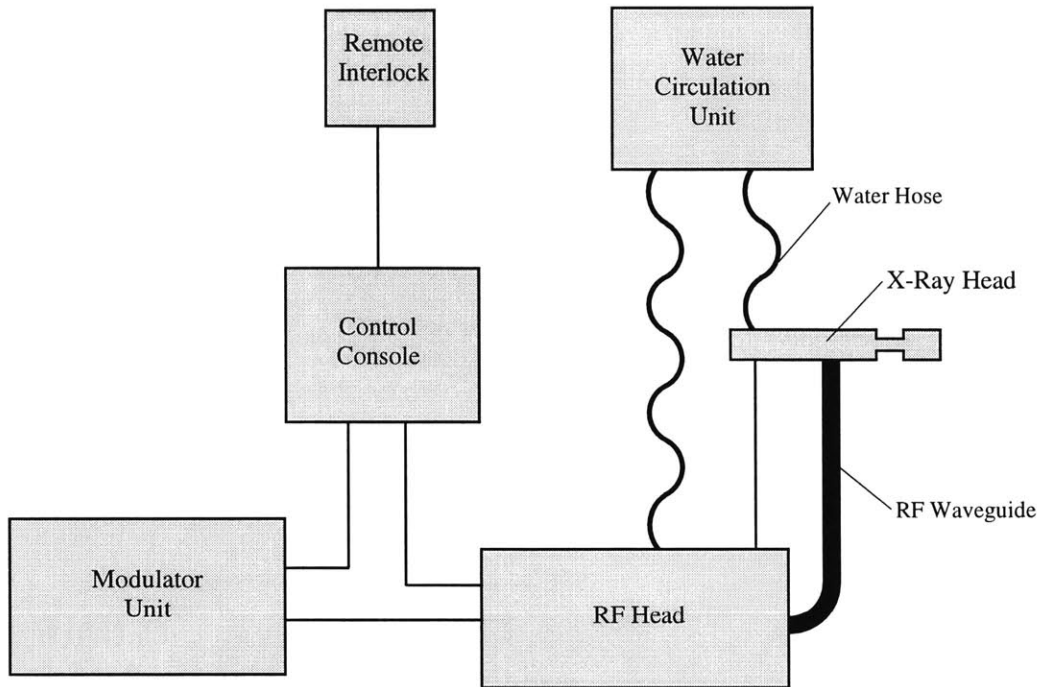 Remote
Interlock
Water
Circulation
Unit
Water Hose
X-Ray Head
Control
Console
RF Waveguide
Modulator
Unit
RF Head